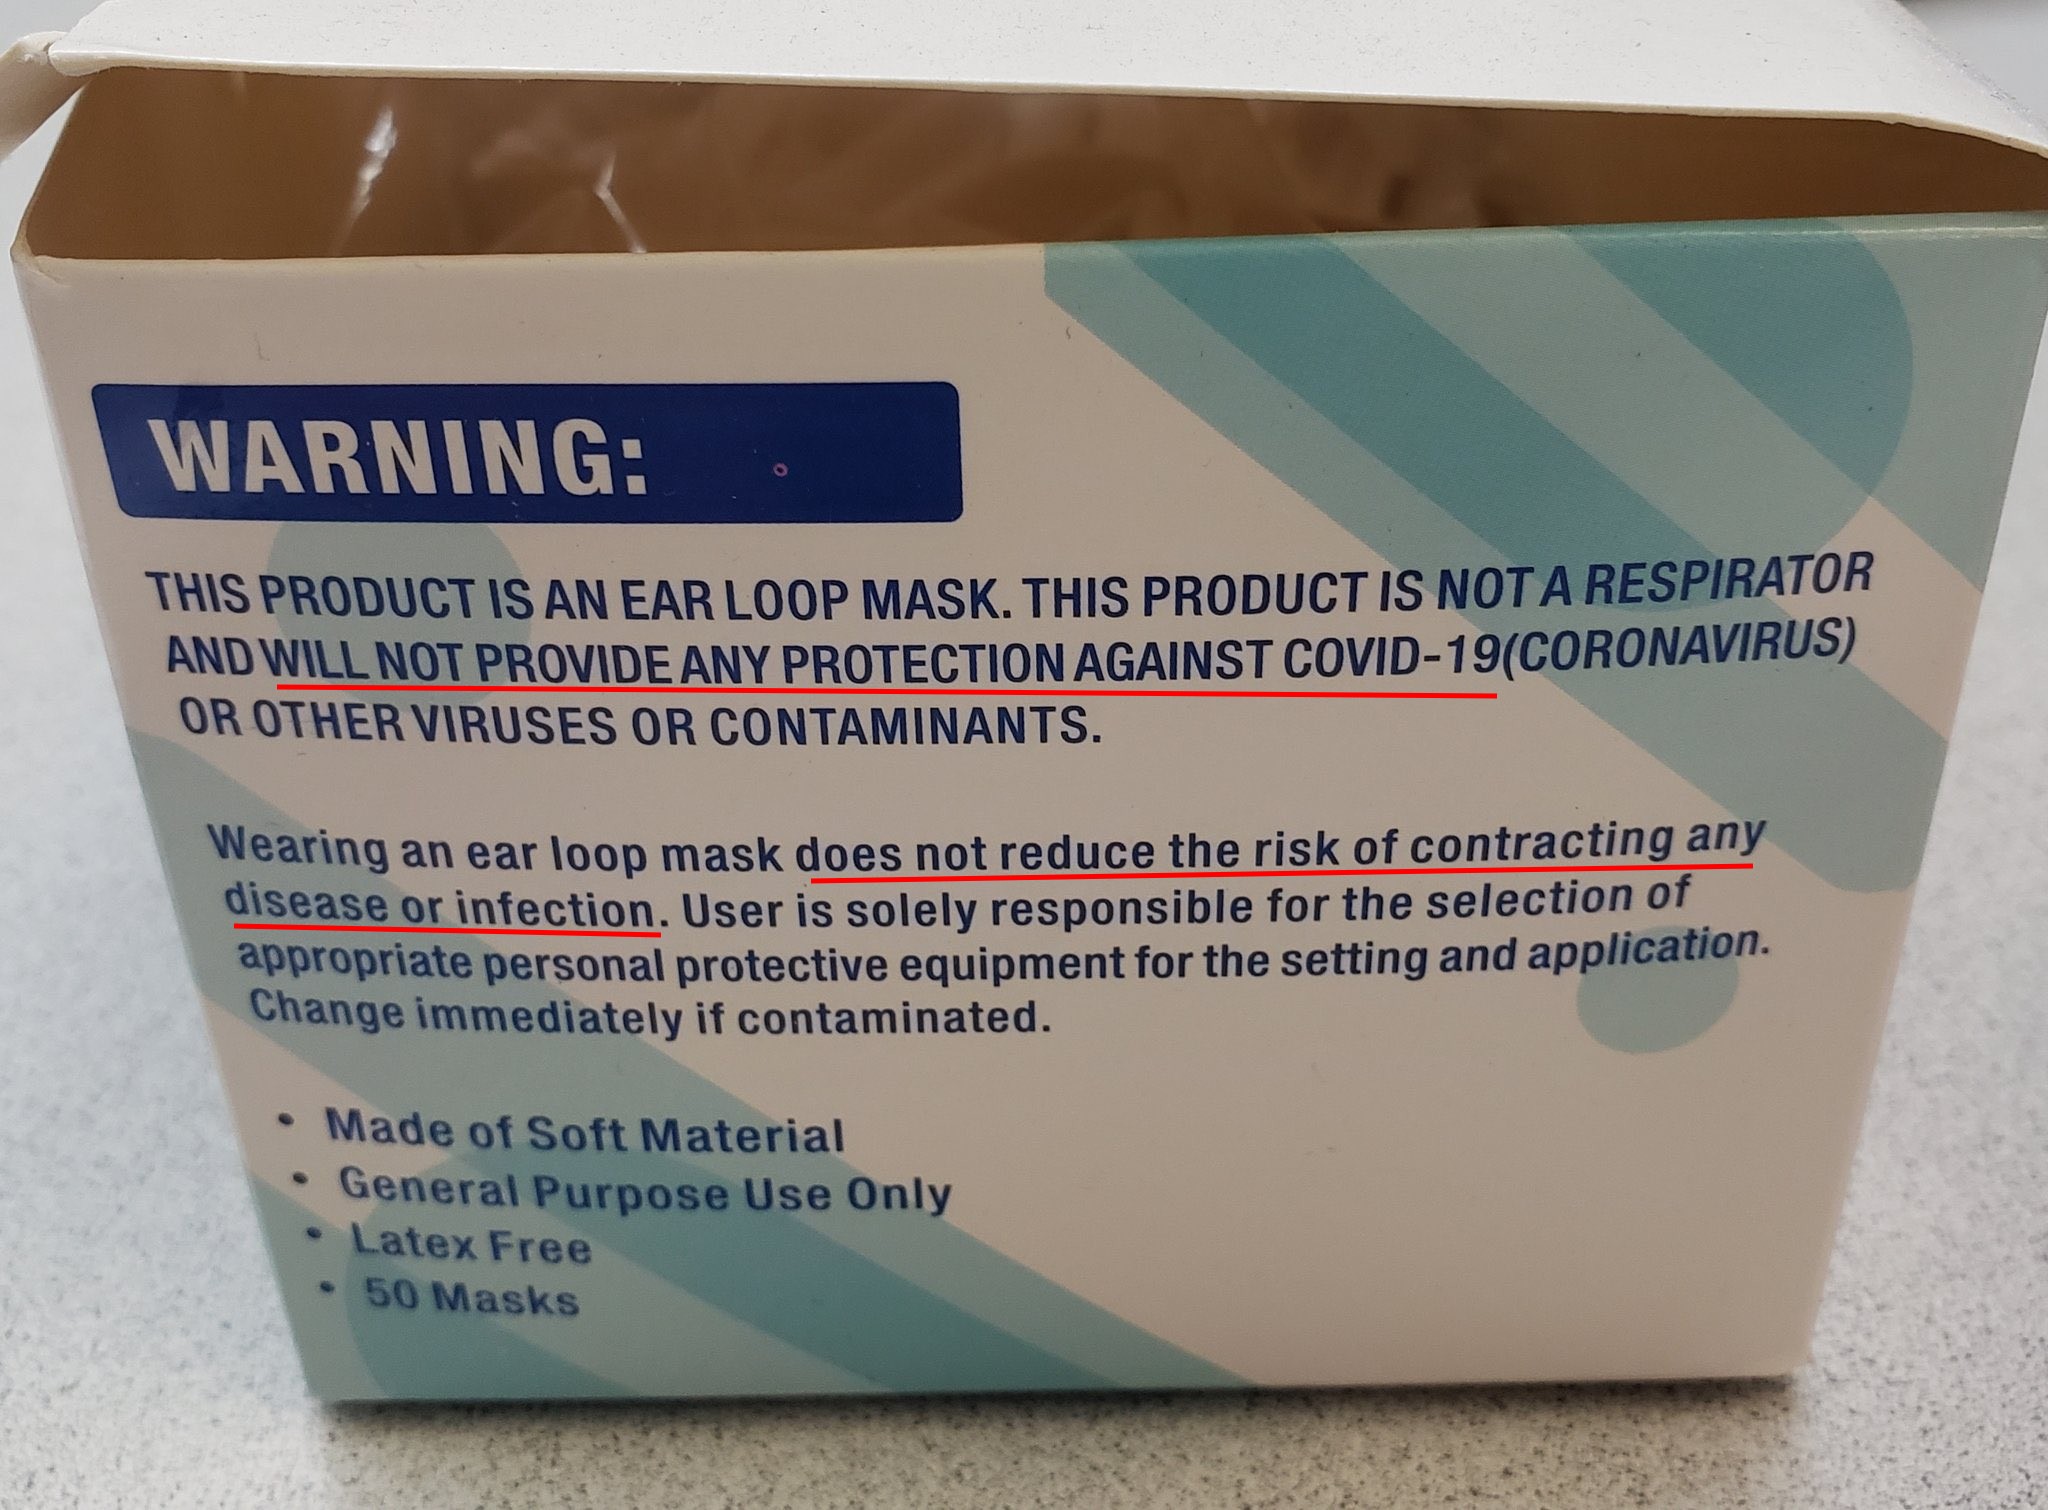 WARNING:
THIS PRODUCT IS AN EAR LOOP MASK. THIS PRODUCT IS NOT A RESPIRATOR
AND WILL NOT PROVIDE ANY PROTECTION AGAINST COVID-19(CORONAVIRUS)
OR OTHER VIRUSES OR CONTAMINANTS.
Wearing an ear loop mask does not reduce the risk of contracting any
disease or infection. User is solely responsible for the selection of
appropriate personal protective equipment for the setting and application.
Change immediately if contaminated.
• Made of Soft Material
• General Purpose Use Only
• Latex Free
• 50 Masks